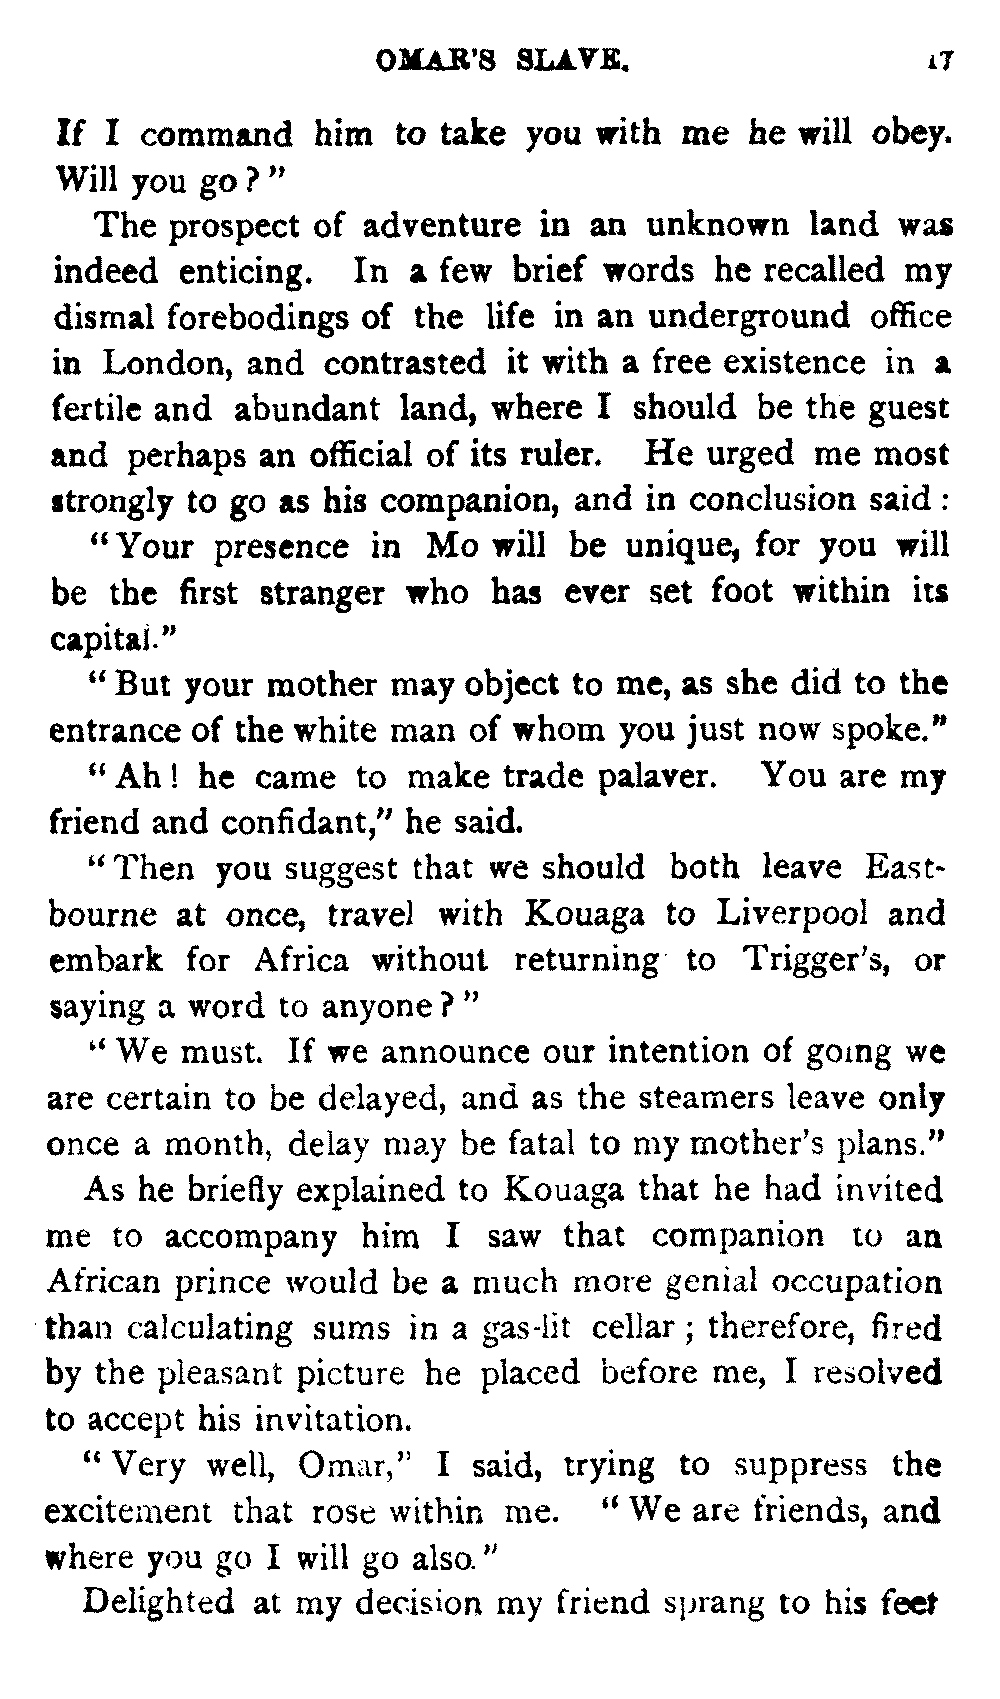 OMAR'S SLAVE. 17
If I command him to take you with me he will obey.
Will you go?"
The prospect of adventure in an unknown land was
indeed enticing. In a few brief words he recalled my
dismal forebodings of the life in an underground office
in London, and contrasted it with a free existence in a
fertile and abundant land, where I should be the guest
and perhaps an official of its ruler. He urged me most
strongly to go as his companion, and in conclusion said:
"Your presence in Mo will be unique, for you will
be the first stranger who has ever set foot within its
capital."
"But your mother may object to me, as she did to the
entrance of the white man of whom you just now spoke."
"Ah! he came to make trade palaver. You are my
friend and confidant," he said.
"Then you suggest that we should both leave East-
bourne at once, travel with Kouaga to Liverpool and
embark for Africa without returning to Trigger's, or
saying a word to anyone?"
"We must. If we announce our intention of going we
are certain to be delayed, and as the steamers leave only
once a month, delay may be fatal to my mother's plans."
As he briefly explained to Kouaga that he had invited
me to accompany him I saw that companion to an
African prince would be a much more genial occupation
than calculating sums in a gas-lit cellar; therefore, fired
by the pleasant picture he placed before me, I resolved
to accept his invitation.
"Very well, Omar," I said, trying to suppress the
excitement that rose within me. "We are friends, and
where you go I will go also."
Delighted at my decision my friend sprang to his feet